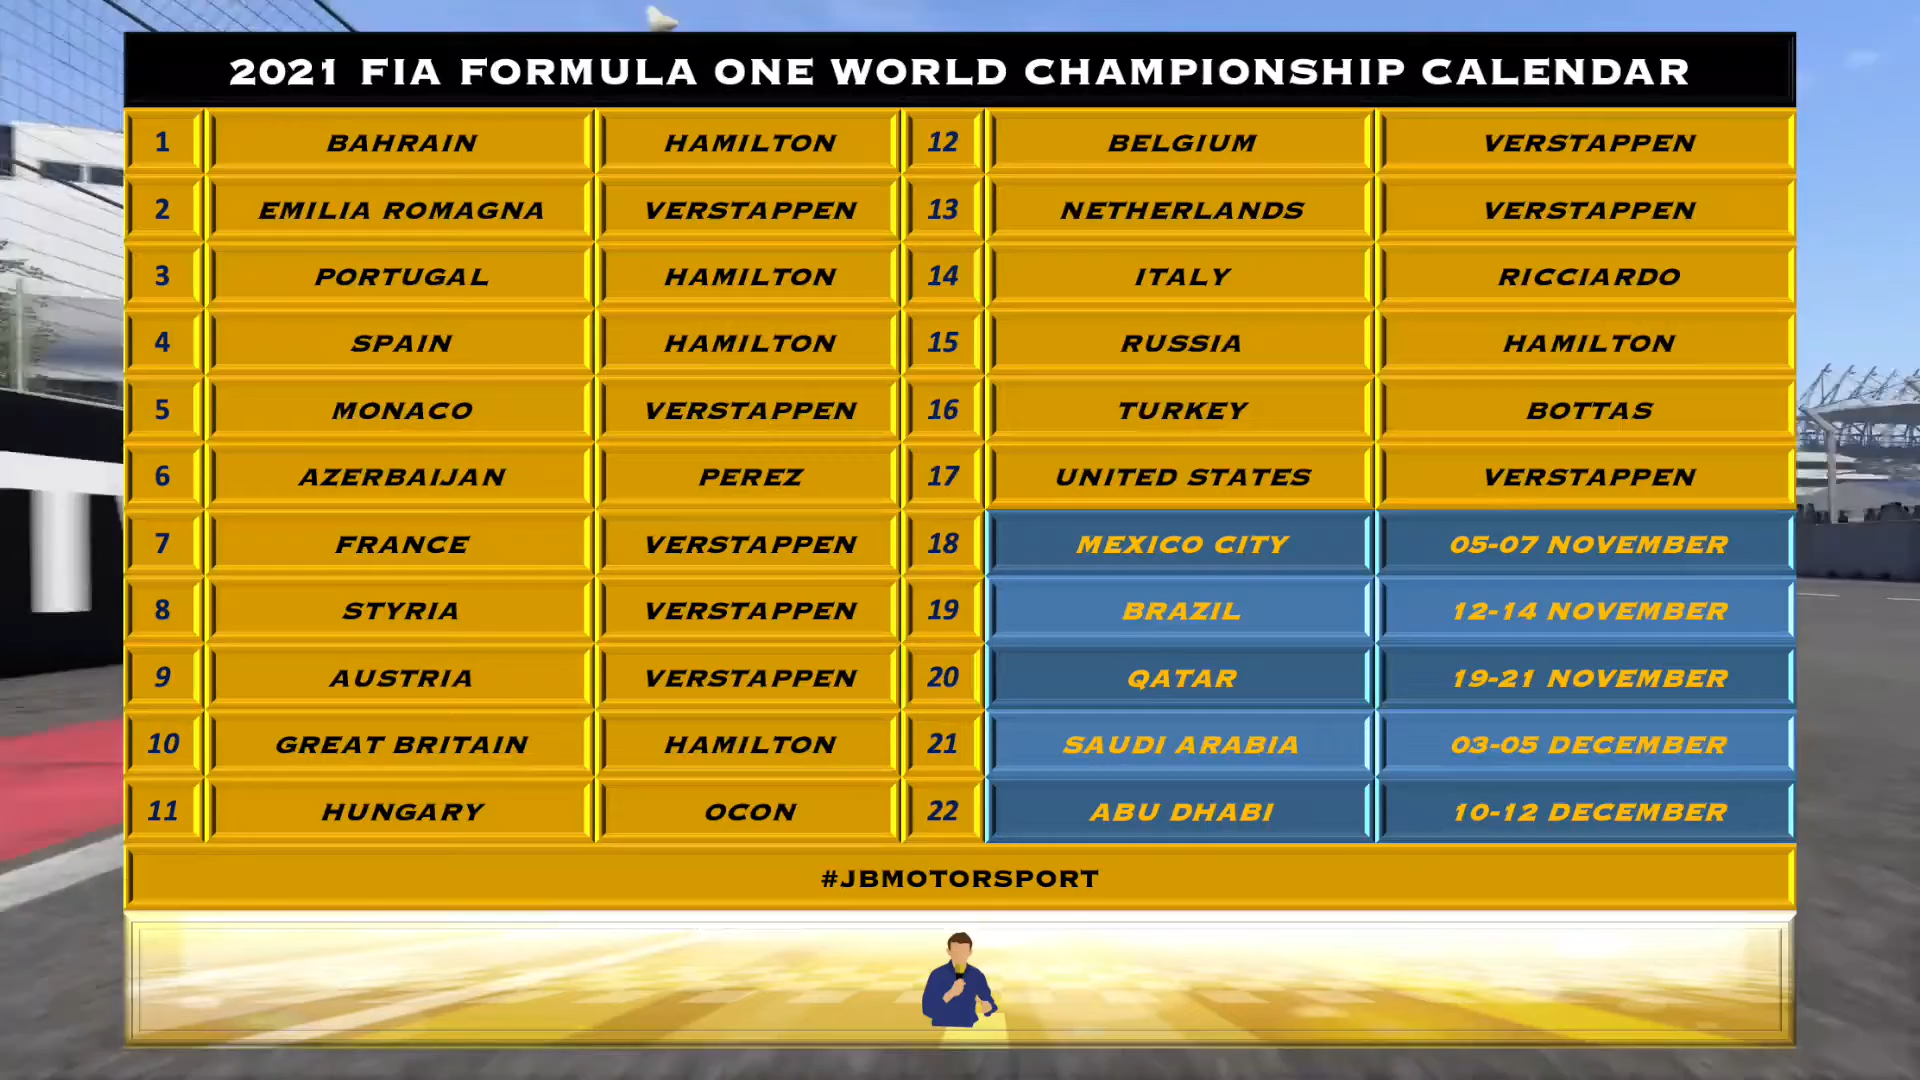 2021 FIA FORMULA ONE WORLD CHAMPIONSHIP CALENDAR
1 BAHRAIN HAMILTON 12 BELGIUM VERSTAPPEN
2 EMILIA ROMAGNA VERSTAPPEN 13 NETHERLANDS VERSTAPPEN
3 PORTUGAL HAMILTON 14 ITALY RICCIARDO
4 SPAIN HAMILTON 15 RUSSIA HAMILTON
5 MONACO VERSTAPPEN 16 TURKEY BOTTAS
6 AZERBAIJAN PEREZ 17 UNITED STATES VERSTAPPEN
7 FRANCE VERSTAPPEN 18 MEXICO CITY 05-07 NOVEMBER
8 STYRIA VERSTAPPEN 19 BRAZIL 12-14 NOVEMBER
9 AUSTRIA VERSTAPPEN 20 QATAR 19-21 NOVEMBER
10 GREAT BRITAIN HAMILTON 21 SAUDI ARABIA 03-05 DECEMBER
11 HUNGARY OCON 22 ABU DHABI 10-12 DECEMBER
#JBMOTORSPORT